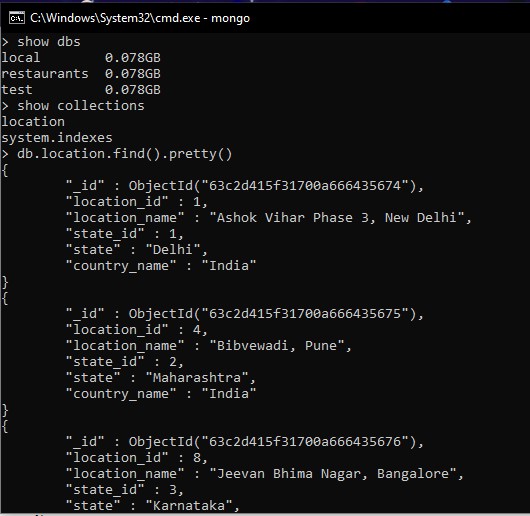 C:\Windows\System32\cmd.exe - mongo
> show dbs
local        0.078GB
restaurants  0.078GB
test         0.078GB
> show collections
location
system.indexes
> db.location.find().pretty()
{
        "_id" : ObjectId("63c2d415f31700a666435674"),
        "location_id" : 1,
        "location_name" : "Ashok Vihar Phase 3, New Delhi",
        "state_id" : 1,
        "state" : "Delhi",
        "country_name" : "India"
}
{
        "_id" : ObjectId("63c2d415f31700a666435675"),
        "location_id" : 4,
        "location_name" : "Bibvewadi, Pune",
        "state_id" : 2,
        "state" : "Maharashtra",
        "country_name" : "India"
}
{
        "_id" : ObjectId("63c2d415f31700a666435676"),
        "location_id" : 8,
        "location_name" : "Jeevan Bhima Nagar, Bangalore",
        "state_id" : 3,
        "state" : "Karnataka",